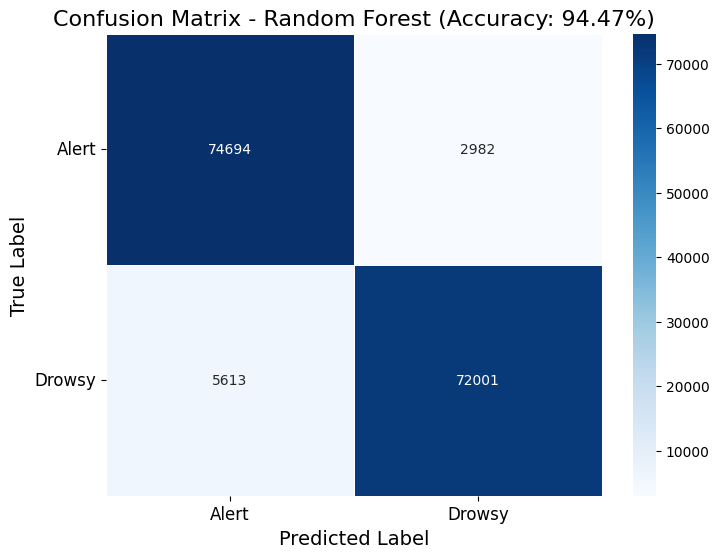 Confusion Matrix - Random Forest (Accuracy: 94.47%)
True Label
Alert
74694
2982
Drowsy
5613
72001
Alert
Drowsy
Predicted Label
70000
60000
50000
40000
30000
20000
10000